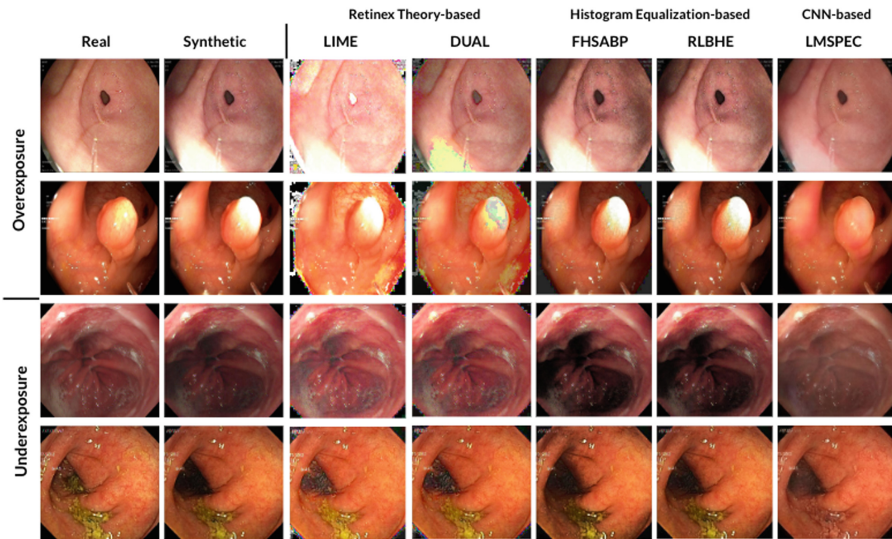 Retinex Theory-based Histogram Equalization-based CNN-based
Real Synthetic LIME DUAL FHSABP RLBHE LMSPEC
Overexposure
Underexposure